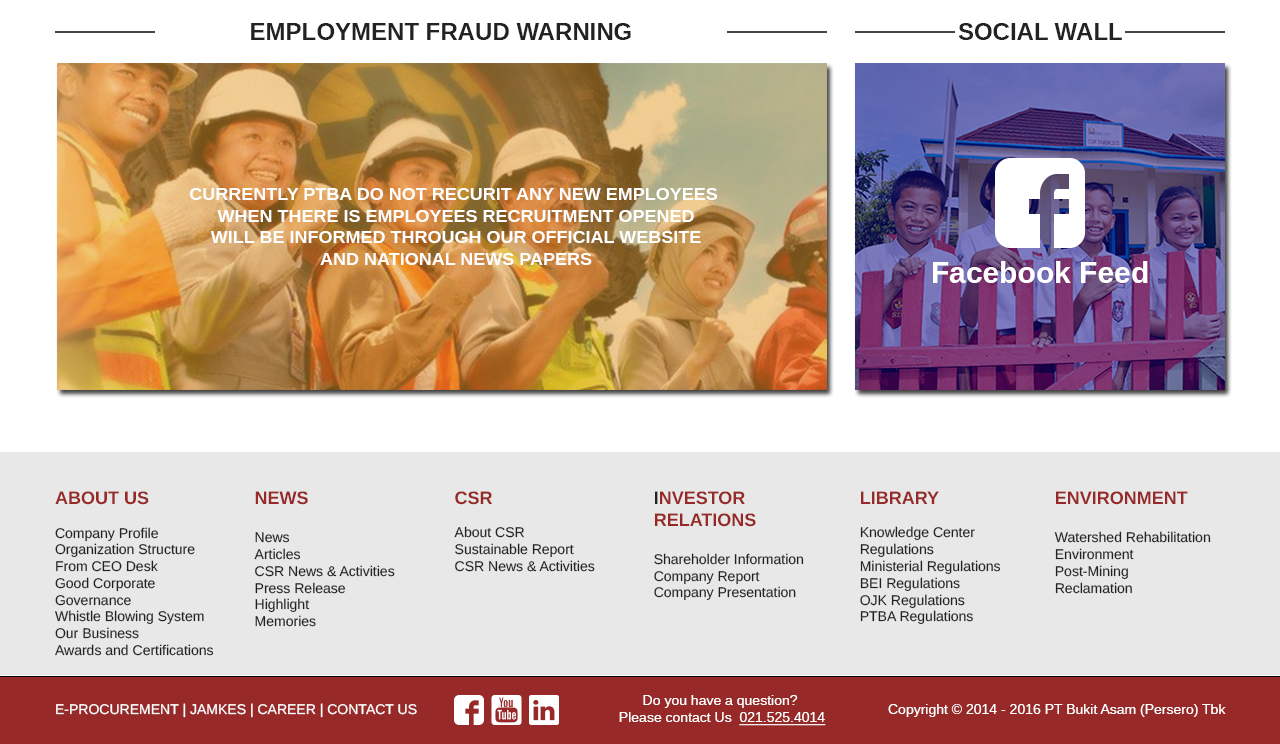 EMPLOYMENT FRAUD WARNING
SOCIAL WALL
CURRENTLY PTBA DO NOT RECURIT ANY NEW EMPLOYEES
WHEN THERE IS EMPLOYEES RECRUITMENT OPENED
WILL BE INFORMED THROUGH OUR OFFICIAL WEBSITE
AND NATIONAL NEWS PAPERS
Facebook Feed
ABOUT US
Company Profile
Organization Structure
From CEO Desk
Good Corporate
Governance
Whistle Blowing System
Our Business
Awards and Certifications
NEWS
News
Articles
CSR News & Activities
Press Release
Highlight
Memories
CSR
About CSR
Sustainable Report
CSR News & Activities
INVESTOR
RELATIONS
Shareholder Information
Company Report
Company Presentation
LIBRARY
Knowledge Center
Regulations
Ministerial Regulations
BEI Regulations
OJK Regulations
PTBA Regulations
ENVIRONMENT
Watershed Rehabilitation
Environment
Post-Mining
Reclamation
E-PROCUREMENT | JAMKES | CAREER | CONTACT US
You
Tube
in
Do you have a question?
Please contact Us 021.525.4014
Copyright © 2014 - 2016 PT Bukit Asam (Persero) Tbk